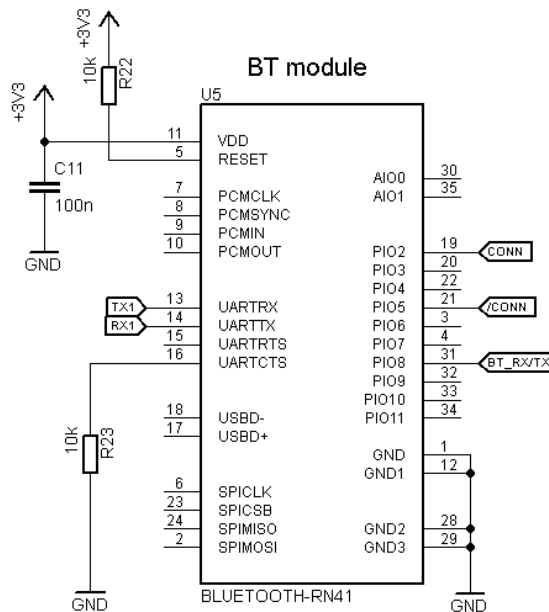 +3V3
10k
R22
BT module
U5
+3V3
11
VDD
5
RESET
C11
100n
GND
AIO0
30
AIO1
35
7
PCMCLK
8
PCMSYNC
9
PCMIN
10
PCMOUT
PIO2
19
CONN
PIO3
20
PIO4
22
TX1
13
UARTRX
PIO5
21
/CONN
RX1
14
UARTTX
PIO6
3
15
UARTRTS
PIO7
4
16
UARTCTS
PIO8
31
BT_RX/TX
PIO9
32
PIO10
33
PIO11
34
18
USBD-
17
USBD+
10k
R23
GND
1
GND1
12
6
SPICLK
23
SPICSB
24
SPIMISO
GND2
28
2
SPIMOSI
GND3
29
GND
BLUETOOTH-RN41
GND